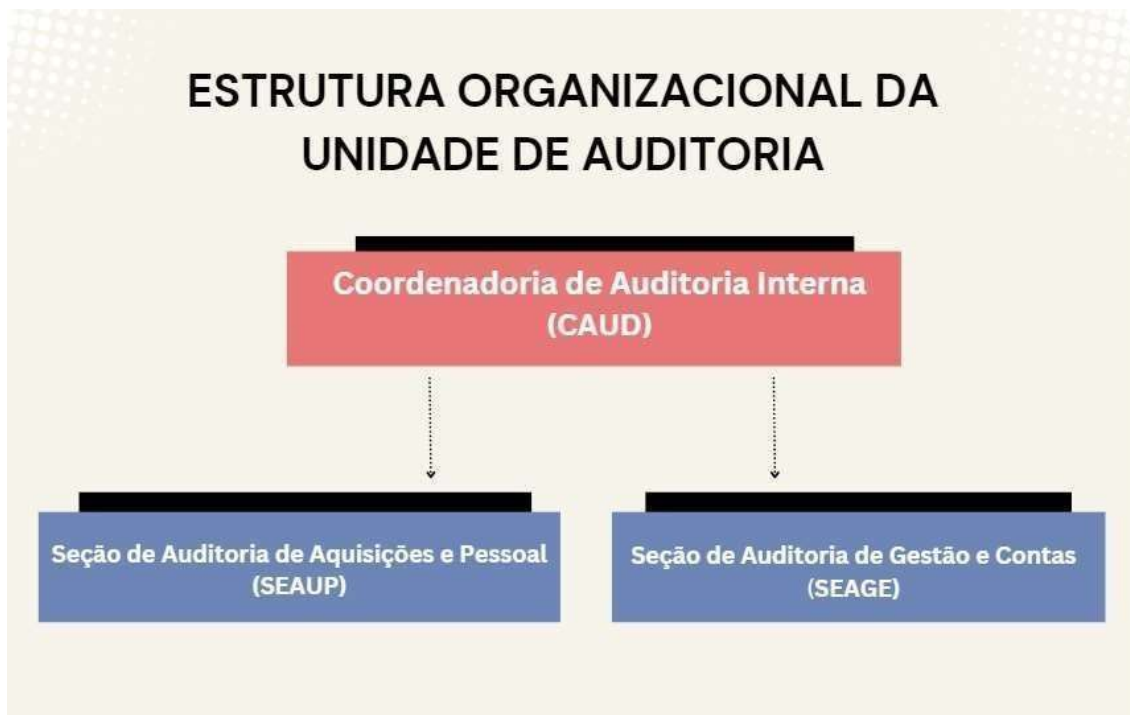 ESTRUTURA ORGANIZACIONAL DA
UNIDADE DE AUDITORIA
Coordenadoria de Auditoria Interna
(CAUD)
Seção de Auditoria de Aquisições e Pessoal
(SEAUP)
Seção de Auditoria de Gestão e Contas
(SEAGE)